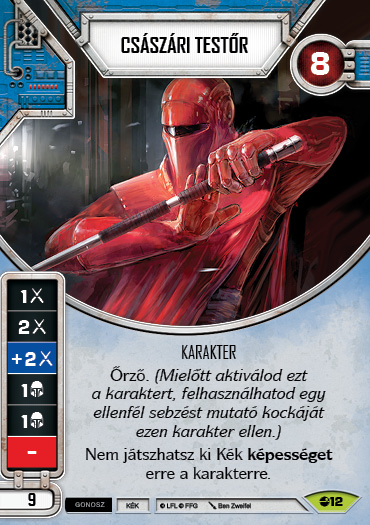 CSÁSZÁRI TESTŐR
8
1
2
+2
1
1
-
KARAKTER
Őrző. (Mielőtt aktiválod ezt
a karaktert, felhasználhatod egy
ellenfél sebzést mutató kockáját
ezen karakter ellen.)
Nem játszhatsz ki Kék képességet
erre a karakterre.
9
GONOSZ
KÉK
© LFL © FFG
Ben Zweifel
12